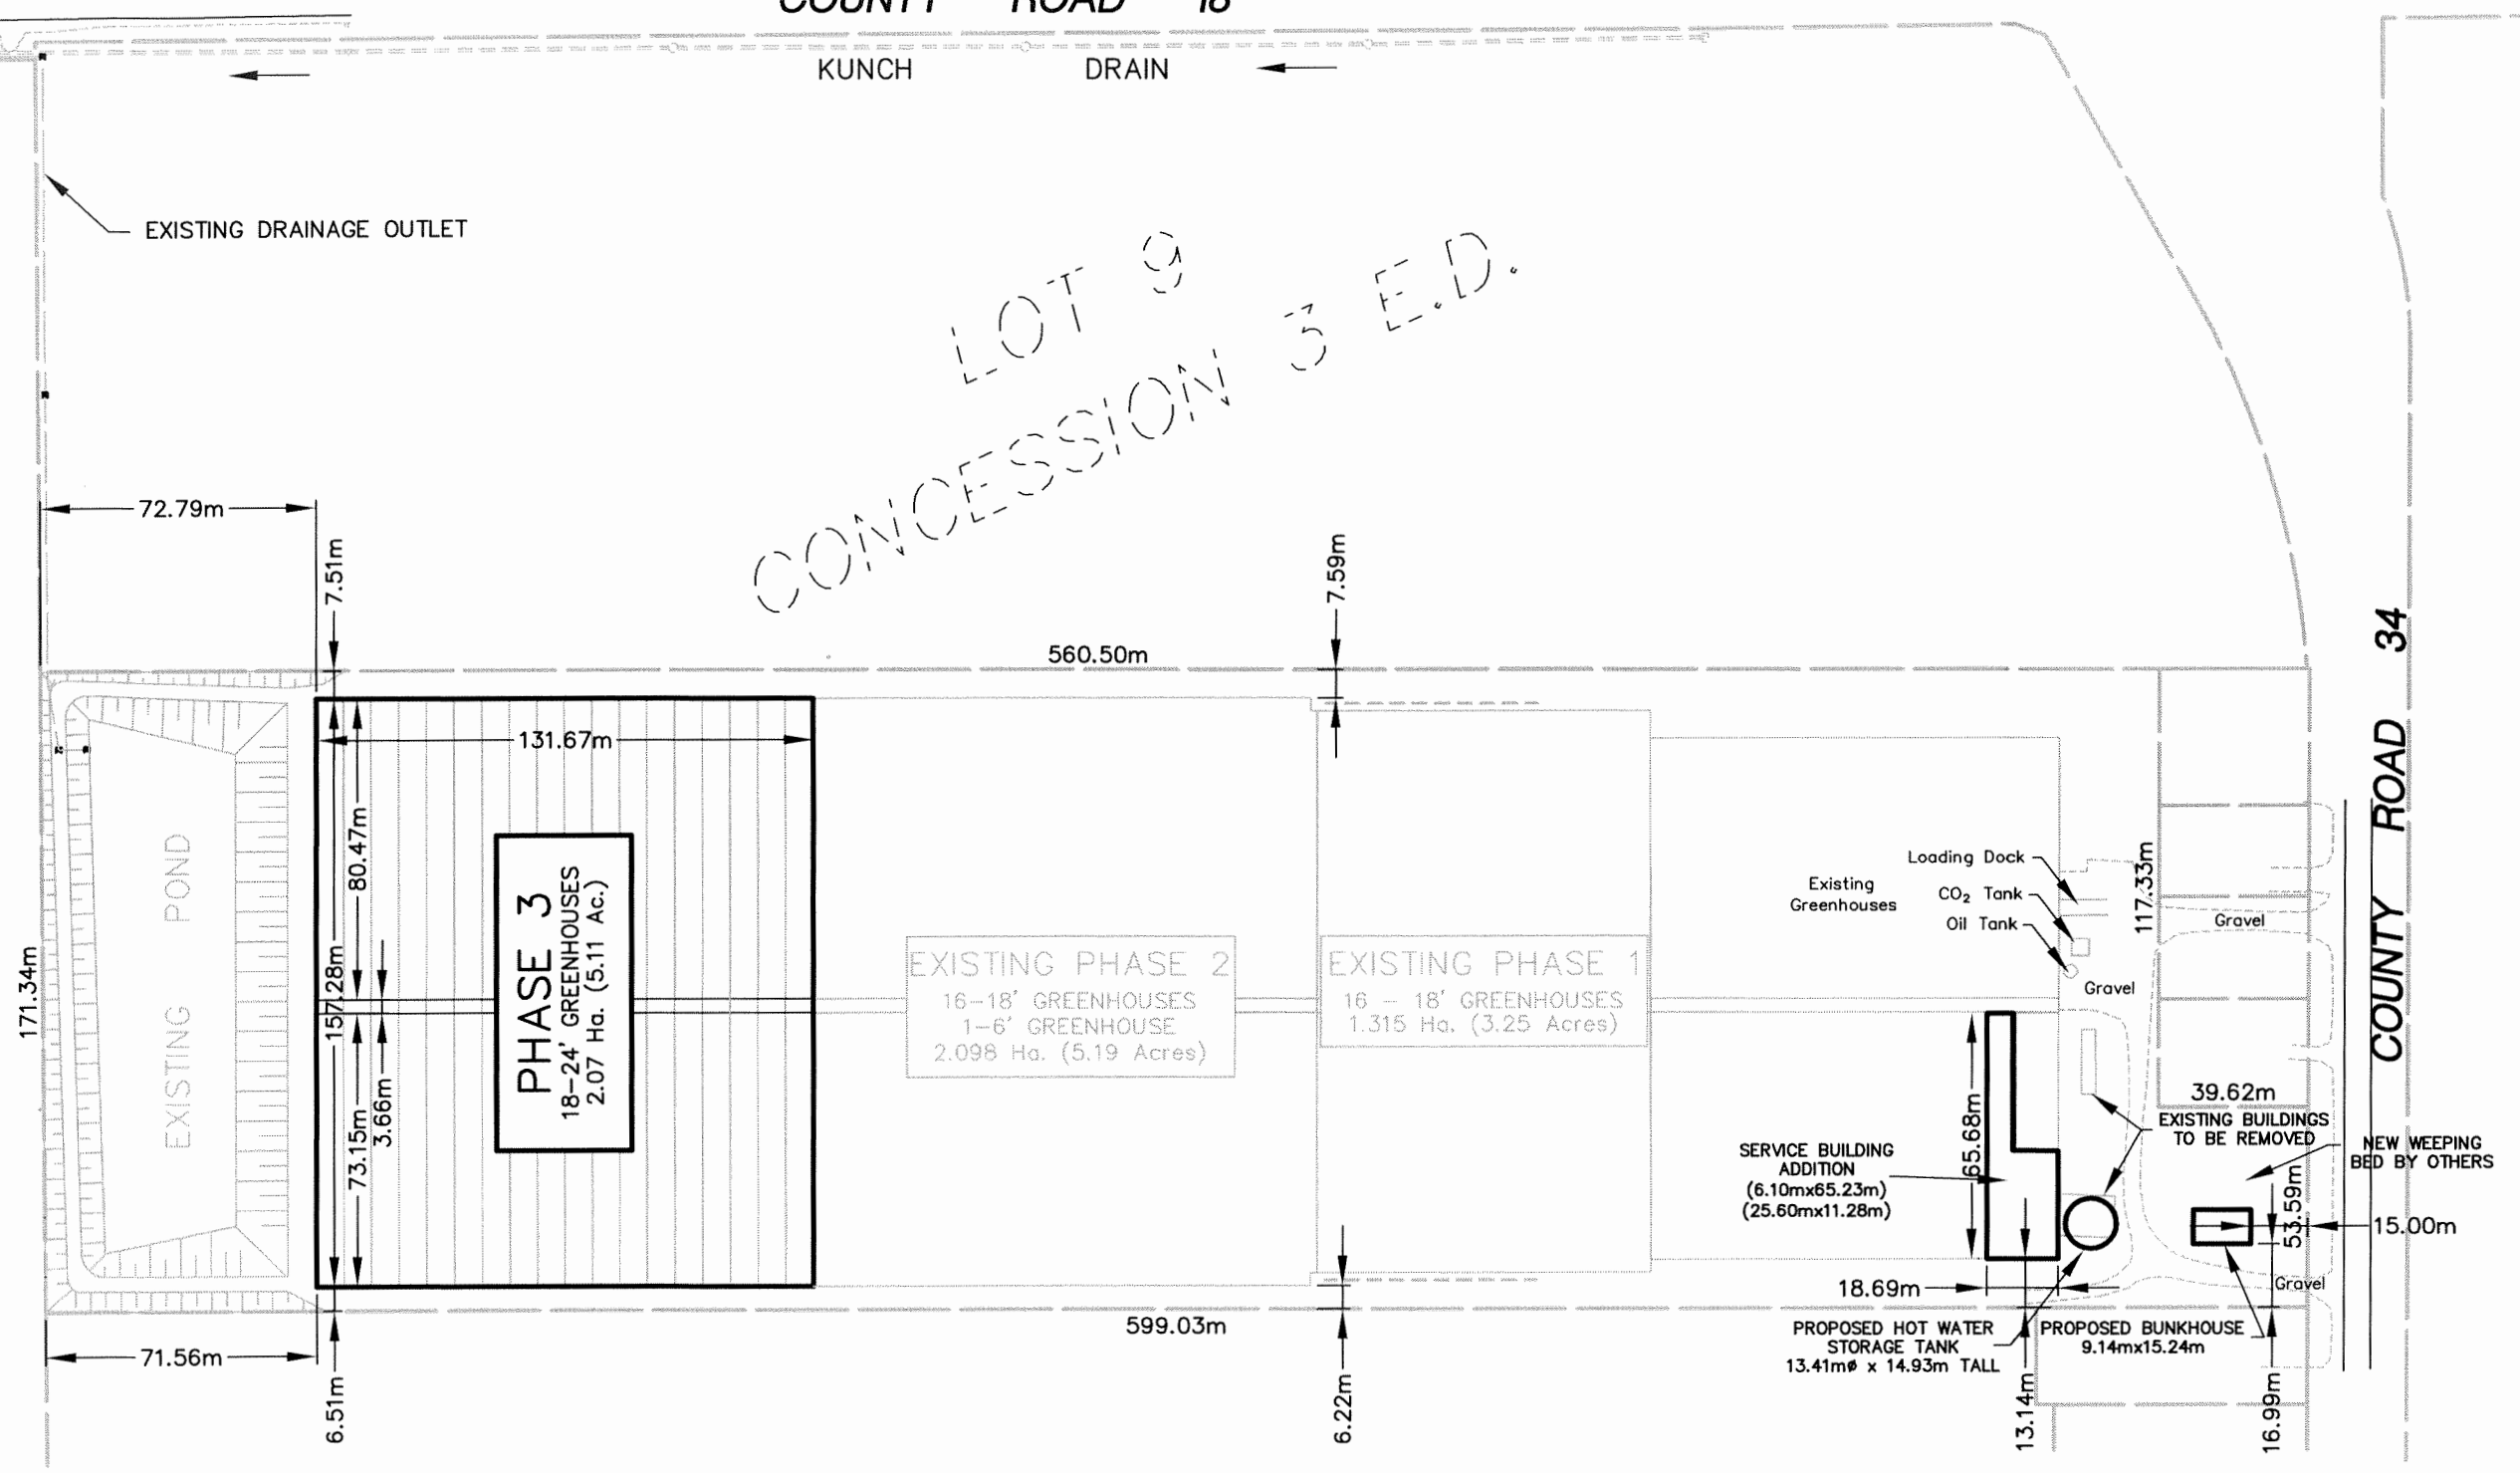 COUNTY ROAD 18
KUNCH DRAIN
EXISTING DRAINAGE OUTLET
LOT 9
CONCESSION 3 E.D.
72.79m
7.51m
7.59m
560.50m
COUNTY ROAD 34
131.67m
80.47m
157.28m
73.15m
3.66m
171.34m
EXISTING POND
PHASE 3
18-24' GREENHOUSES
2.07 Ha. (5.11 Ac.)
EXISTING PHASE 2
16-18' GREENHOUSES
1-6' GREENHOUSE
2.098 Ha. (5.19 Acres)
EXISTING PHASE 1
16 - 18' GREENHOUSES
1.315 Ha. (3.25 Acres)
Existing
Greenhouses
Loading Dock
CO₂ Tank
Oil Tank
117.33m
Gravel
Gravel
39.62m
EXISTING BUILDINGS
TO BE REMOVED
NEW WEEPING
BED BY OTHERS
SERVICE BUILDING
ADDITION
(6.10mx65.23m)
(25.60mx11.28m)
65.68m
53.59m
15.00m
Gravel
18.69m
599.03m
PROPOSED HOT WATER
STORAGE TANK
13.41mø x 14.93m TALL
PROPOSED BUNKHOUSE
9.14mx15.24m
71.56m
6.51m
6.22m
13.14m
16.99m